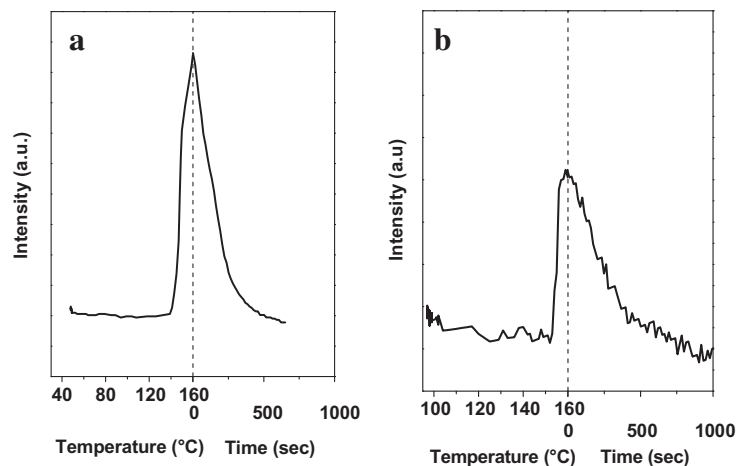 a
Intensity (a.u.)
40 80 120 160
0 500 1000
Temperature (°C) Time (sec)
b
Intensity (a.u)
100 120 140 160
0 500 1000
Temperature (°C) Time (sec)